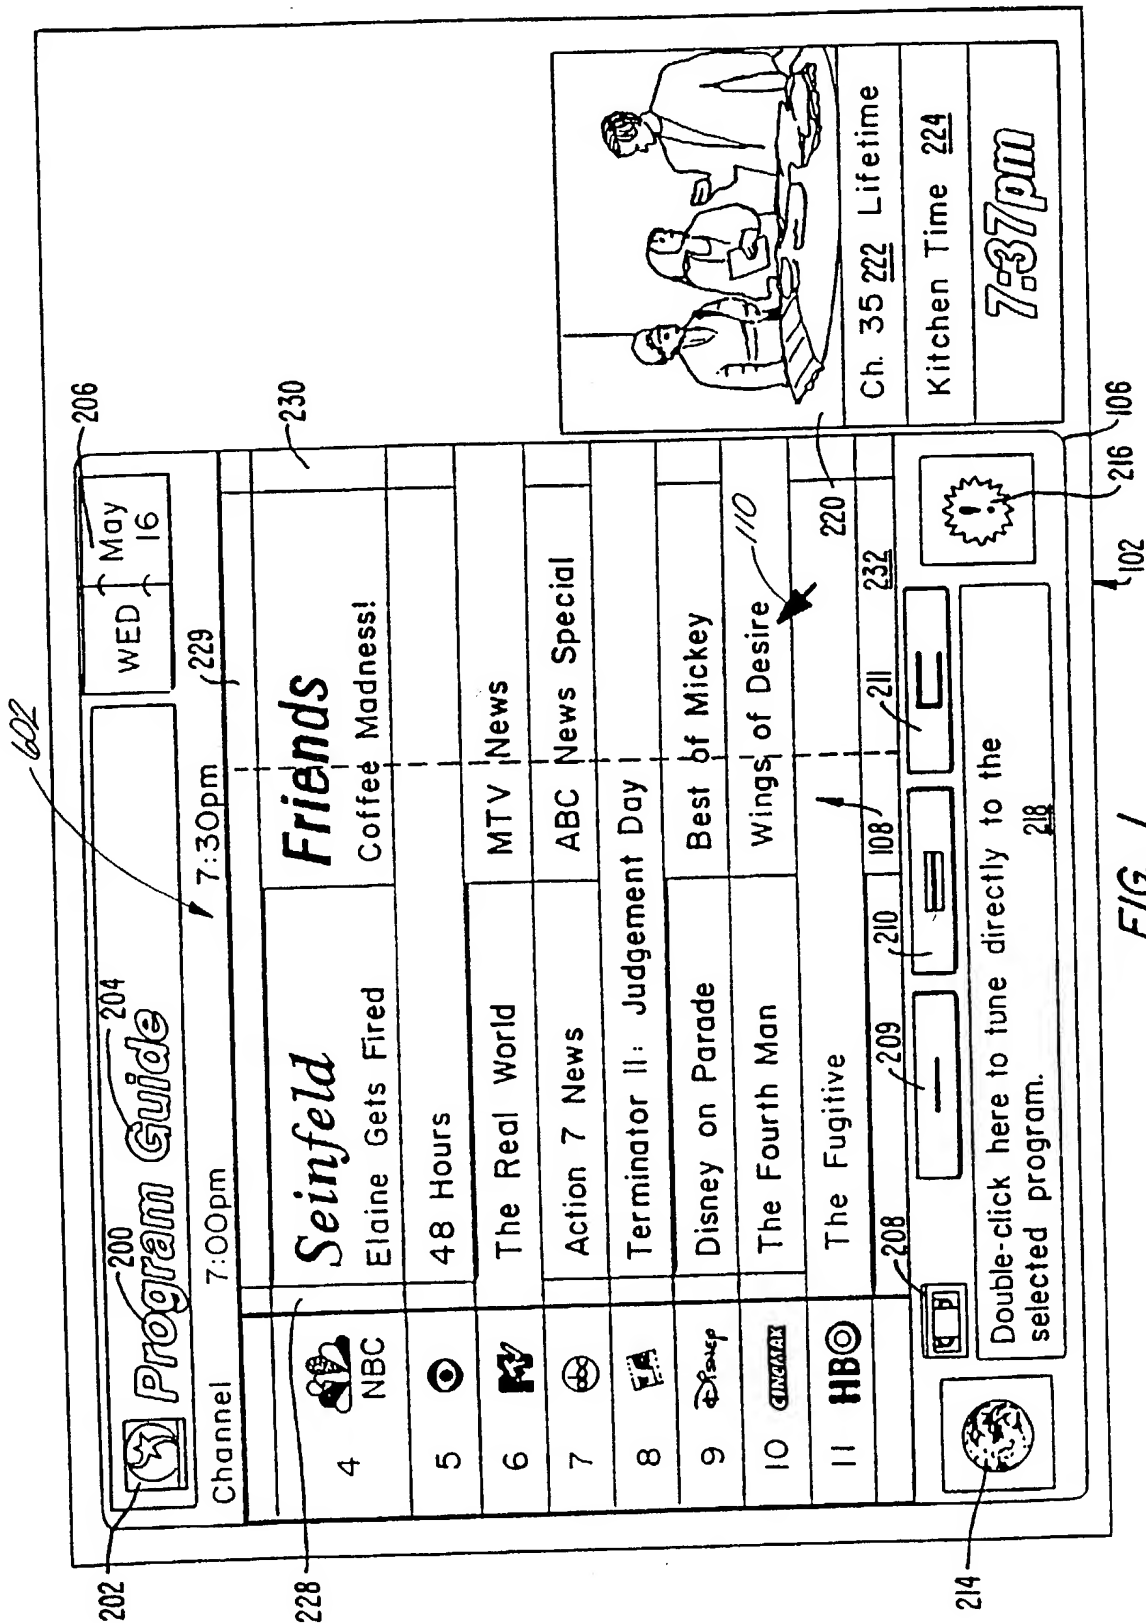 602
202
200
204
206
Program Guide
WED
May
16
Channel
7:00pm
7:30pm
229
228
230
4
NBC
Seinfeld
Elaine Gets Fired
Friends
Coffee Madness!
5
48 Hours
6
MTV
The Real World
MTV News
7
abc
Action 7 News
ABC News Special
8
Terminator II: Judgement Day
9
Disney
Disney on Parade
Best of Mickey
10
CINEMAX
The Fourth Man
Wings of Desire
110
11
HBO
The Fugitive
220
208
209
210
108
211
232
Double-click here to tune directly to the
selected program.
218
214
216
106
102
Ch. 35 222 Lifetime
Kitchen Time 224
7:37pm
FIG. 1